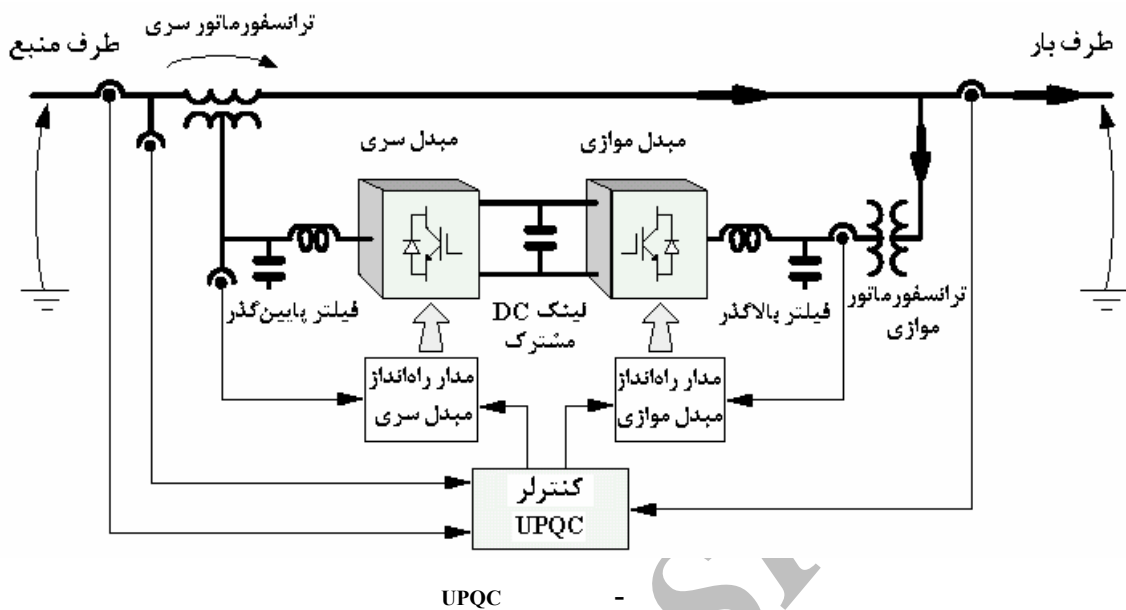 ترانسفورماتور سری
طرف منبع
طرف بار
مبدل سری
مبدل موازی
فیلتر پایین‌گذر
لینک DC
مشترک
فیلتر بالاگذر
ترانسفورماتور
موازی
مدار راه‌انداز
مبدل سری
مدار راه‌انداز
مبدل موازی
کنترلر
UPQC
UPQC -